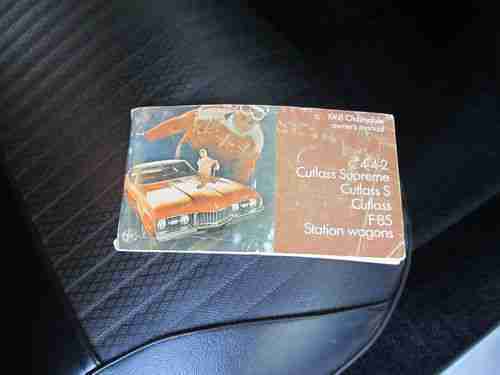 1968 Oldsmobile
owner's manual
4-4-2
Cutlass Supreme
Cutlass S
Cutlass
F-85
Station wagons